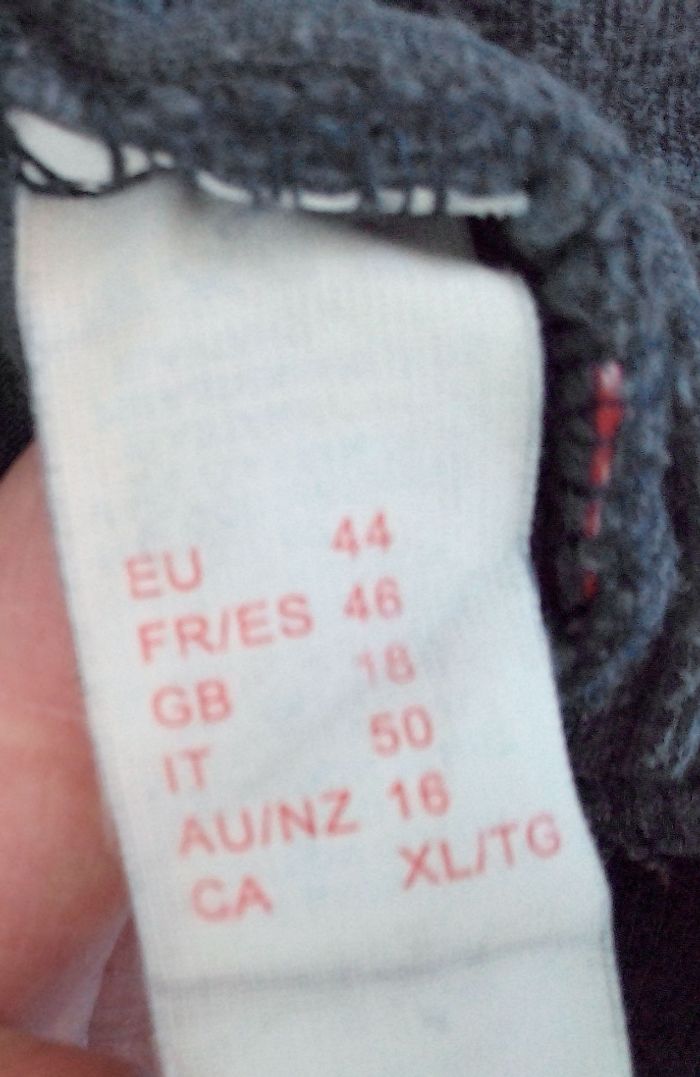 EU 44
FR/ES 46
GB 18
IT 50
AU/NZ 16
CA XL/TG